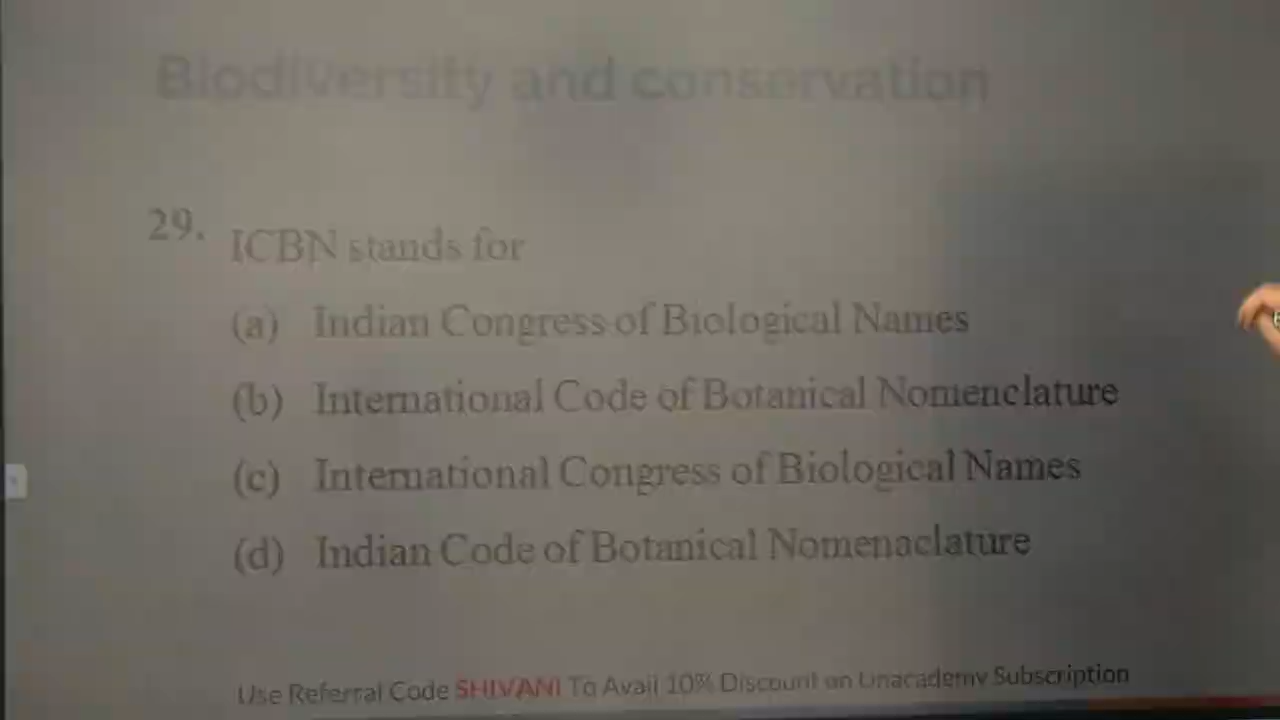 Biodiversity and conservation
29. ICBN stands for
(a) Indian Congress of Biological Names
(b) International Code of Botanical Nomenclature
(c) International Congress of Biological Names
(d) Indian Code of Botanical Nomenaclature
Use Referral Code SHIVANI To Avail 10% Discount on Unacademy Subscription